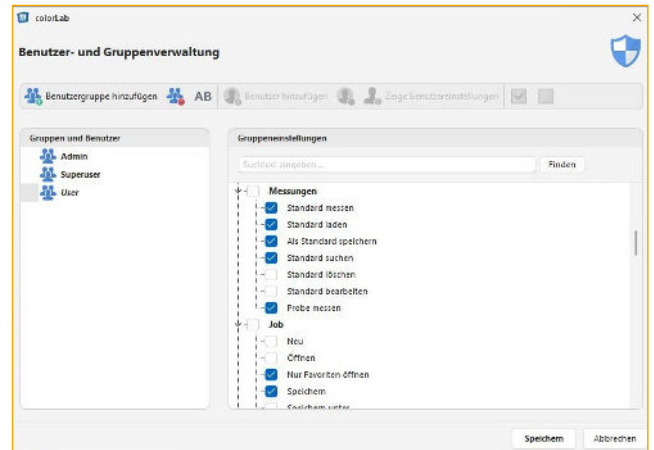 colorLab
Benutzer- und Gruppenverwaltung
Benutzergruppe hinzufügen AB Benutzer hinzufügen Zeige Benutzereinstellungen
Gruppen und Benutzer
Admin
Superuser
User
Gruppeneinstellungen
Suchtext eingeben... Finden
Messungen
Standard messen
Standard laden
Als Standard speichern
Standard suchen
Standard löschen
Standard bearbeiten
Probe messen
Job
Neu
Öffnen
Nur Favoriten öffnen
Speichern
Speichern unter
Speichern Abbrechen